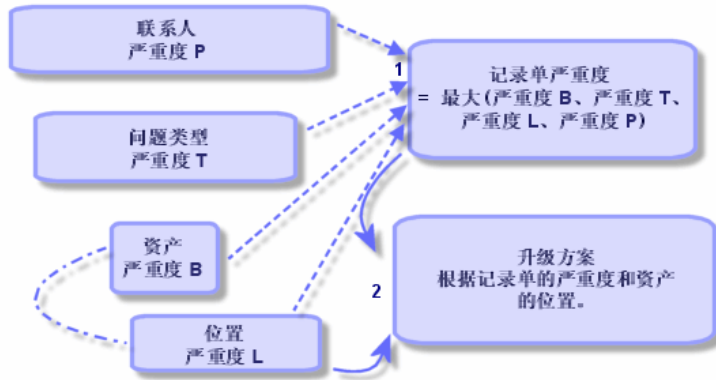 联系人
严重度 P
问题类型
严重度 T
资产
严重度 B
位置
严重度 L
1
记录单严重度
= 最大(严重度 B、严重度 T、
严重度 L、严重度 P)
2
升级方案
根据记录单的严重度和资产
的位置。